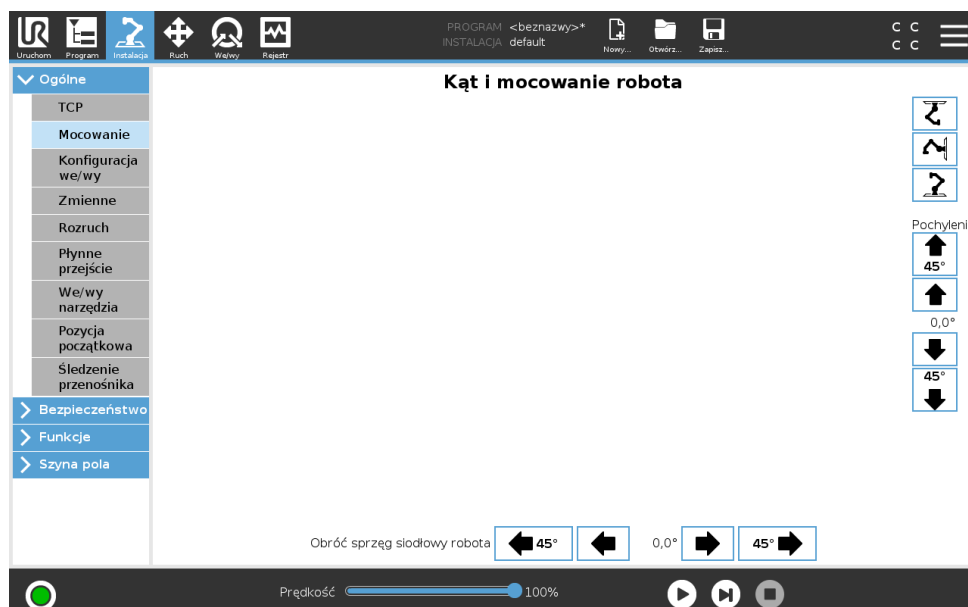 PROGRAM <beznazwy>*
INSTALACJA default
Uruchom Program Instalacja Ruch We/wy Rejestr Nowy... Otwórz... Zapisz...
C C
C C
Ogólne
Kąt i mocowanie robota
TCP
Mocowanie
Konfiguracja
we/wy
Zmienne
Rozruch
Płynne
przejście
We/wy
narzędzia
Pozycja
początkowa
Śledzenie
przenośnika
Bezpieczeństwo
Funkcje
Szyna pola
Pochyleni
45°
0,0°
45°
Obróć sprzęg siodłowy robota 45° 0,0° 45°
Prędkość 100%